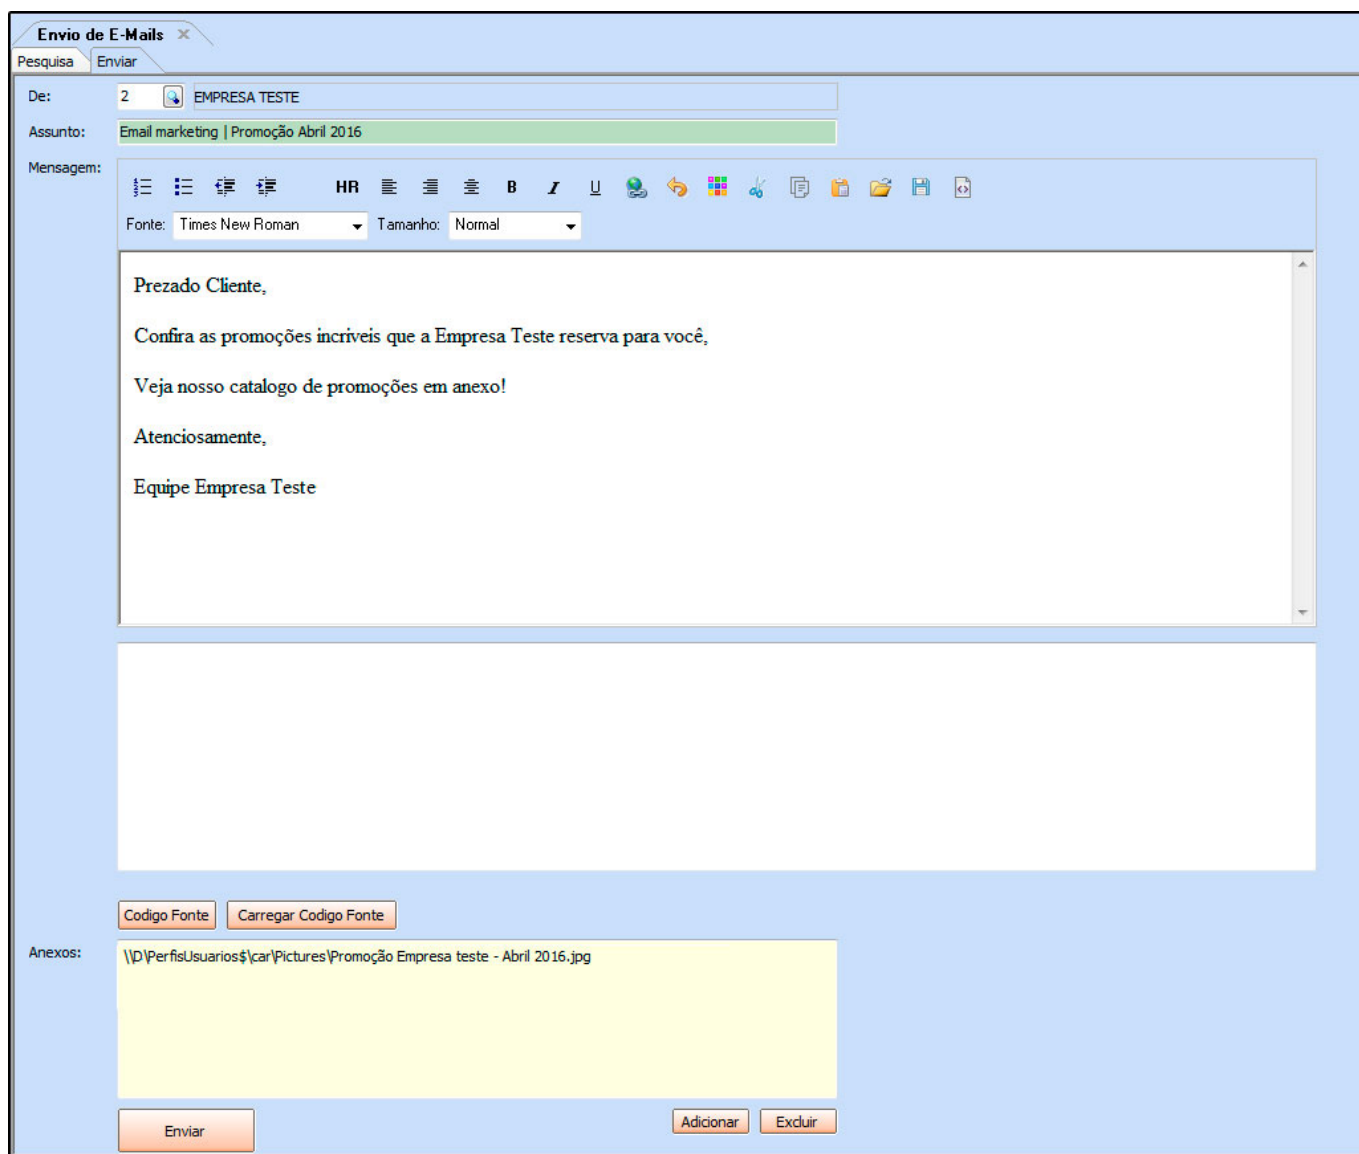 Envio de E-Mails
Pesquisa Enviar
De: 2 EMPRESA TESTE
Assunto: Email marketing | Promoção Abril 2016
Mensagem:
HR B I U
Fonte: Times New Roman Tamanho: Normal
Prezado Cliente,
Confira as promoções incriveis que a Empresa Teste reserva para você,
Veja nosso catalogo de promoções em anexo!
Atenciosamente,
Equipe Empresa Teste
Codigo Fonte Carregar Codigo Fonte
Anexos: \\D\PerfisUsuarios$\car\Pictures\Promoção Empresa teste - Abril 2016.jpg
Enviar Adicionar Excluir